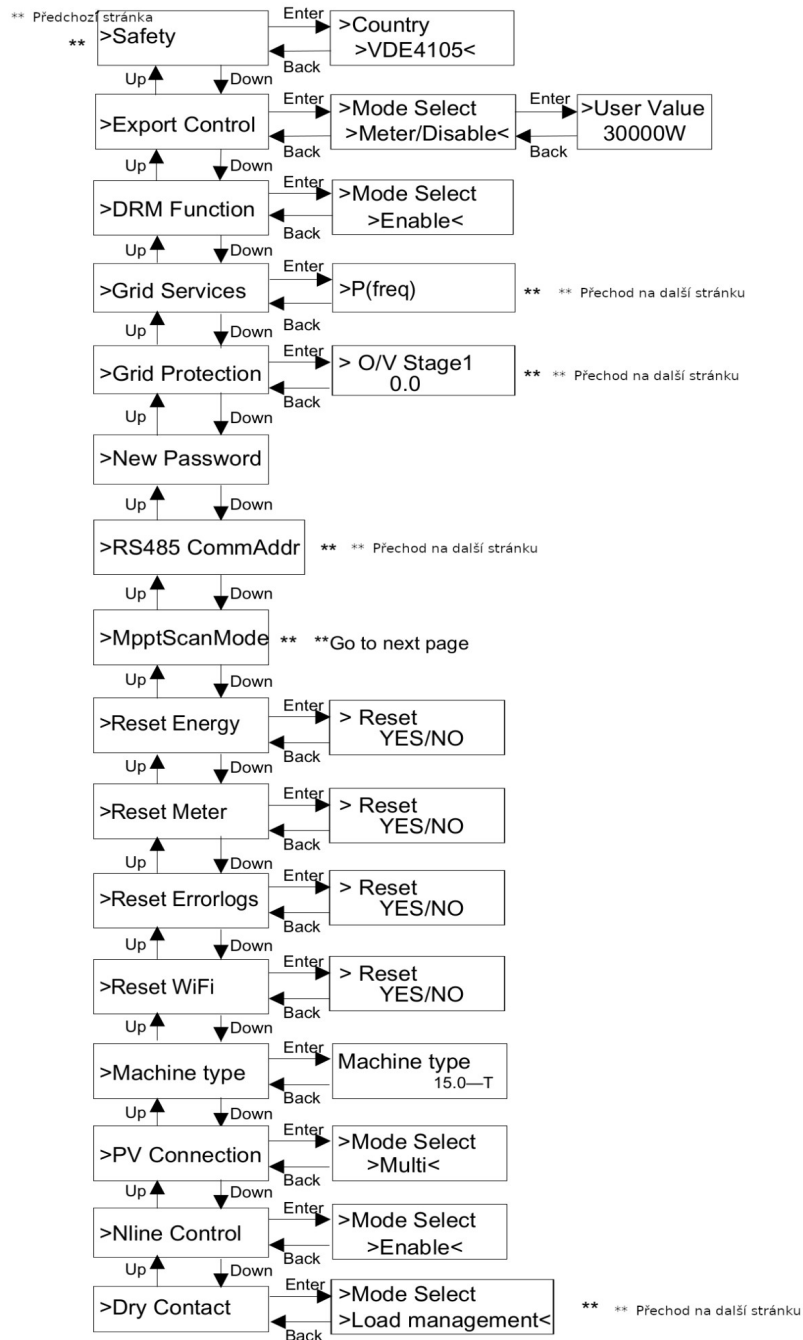 ** Předchozí stránka
**
>Safety
Enter
>Country
>VDE4105<
Back
Up
Down
>Export Control
Enter
>Mode Select
>Meter/Disable<
Back
Enter
>User Value
30000W
Back
Up
Down
>DRM Function
Enter
>Mode Select
>Enable<
Back
Up
Down
>Grid Services
Enter
>P(freq)
Back
** ** Přechod na další stránku
Up
Down
>Grid Protection
Enter
> O/V Stage1
0.0
Back
** ** Přechod na další stránku
Up
Down
>New Password
Up
Down
>RS485 CommAddr
** ** Přechod na další stránku
Up
Down
>MpptScanMode
** **Go to next page
Up
Down
>Reset Energy
Enter
> Reset
YES/NO
Back
Up
Down
>Reset Meter
Enter
> Reset
YES/NO
Back
Up
Down
>Reset Errorlogs
Enter
> Reset
YES/NO
Back
Up
Down
>Reset WiFi
Enter
> Reset
YES/NO
Back
Up
Down
>Machine type
Enter
Machine type
15.0—T
Back
Up
Down
>PV Connection
Enter
>Mode Select
>Multi<
Back
Up
Down
>Nline Control
Enter
>Mode Select
>Enable<
Back
Up
Down
>Dry Contact
Enter
>Mode Select
>Load management<
Back
** ** Přechod na další stránku